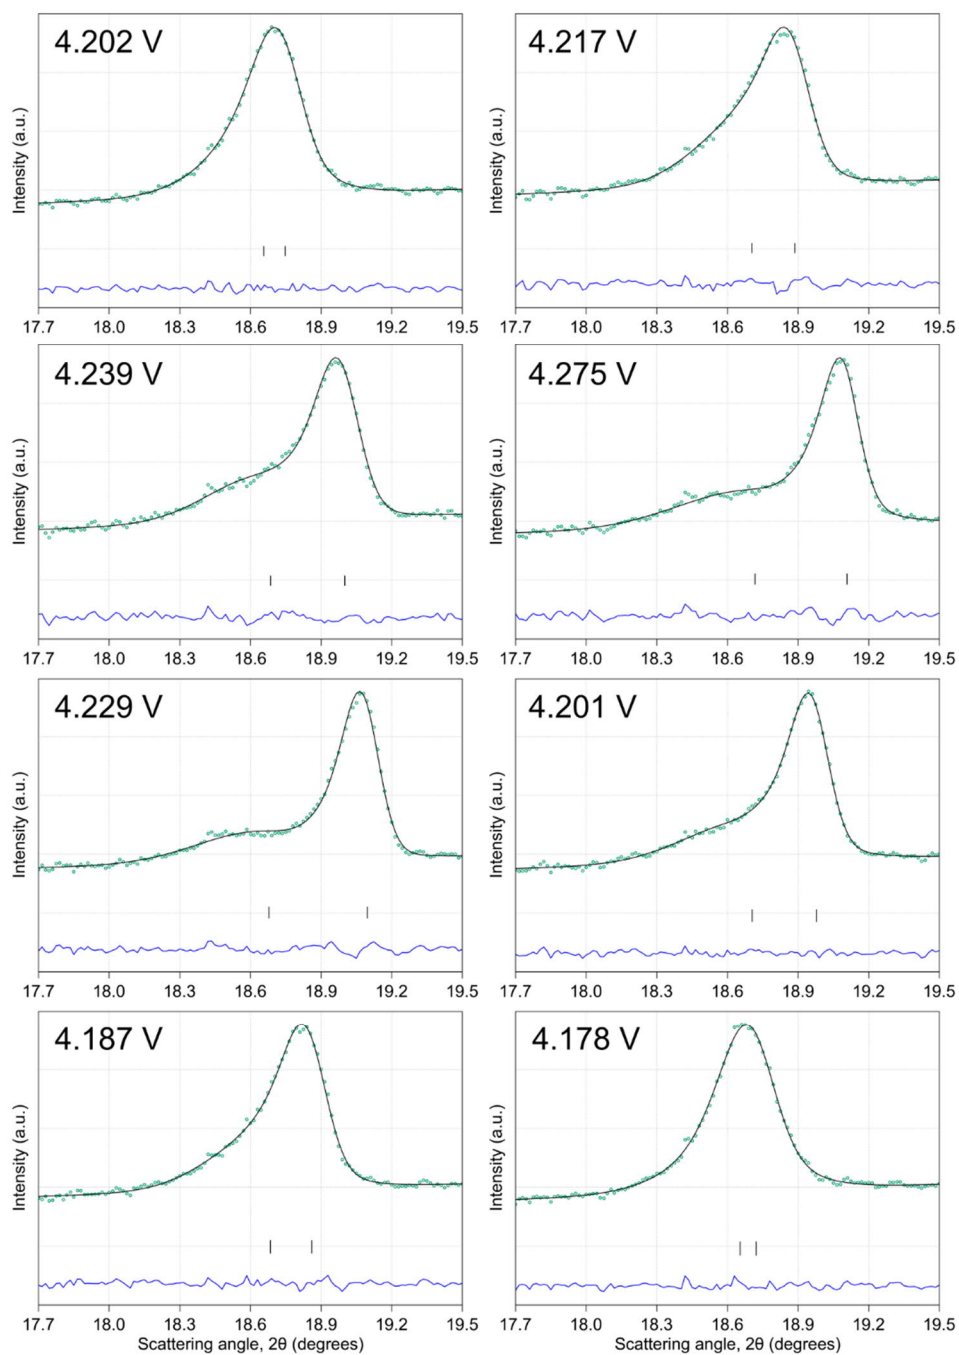 4.202 V
Intensity (a.u.)
17.7 18.0 18.3 18.6 18.9 19.2 19.5
4.217 V
Intensity (a.u.)
17.7 18.0 18.3 18.6 18.9 19.2 19.5
4.239 V
Intensity (a.u.)
17.7 18.0 18.3 18.6 18.9 19.2 19.5
4.275 V
Intensity (a.u.)
17.7 18.0 18.3 18.6 18.9 19.2 19.5
4.229 V
Intensity (a.u.)
17.7 18.0 18.3 18.6 18.9 19.2 19.5
4.201 V
Intensity (a.u.)
17.7 18.0 18.3 18.6 18.9 19.2 19.5
4.187 V
Intensity (a.u.)
17.7 18.0 18.3 18.6 18.9 19.2 19.5
Scattering angle, 2θ (degrees)
4.178 V
Intensity (a.u.)
17.7 18.0 18.3 18.6 18.9 19.2 19.5
Scattering angle, 2θ (degrees)